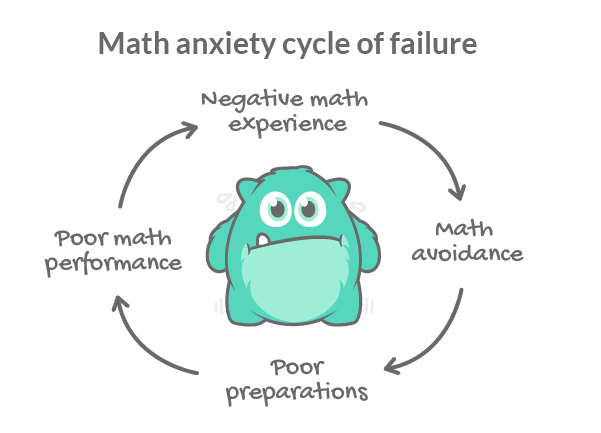 Math anxiety cycle of failure
Negative math
experience
Math
avoidance
Poor
preparations
Poor math
performance